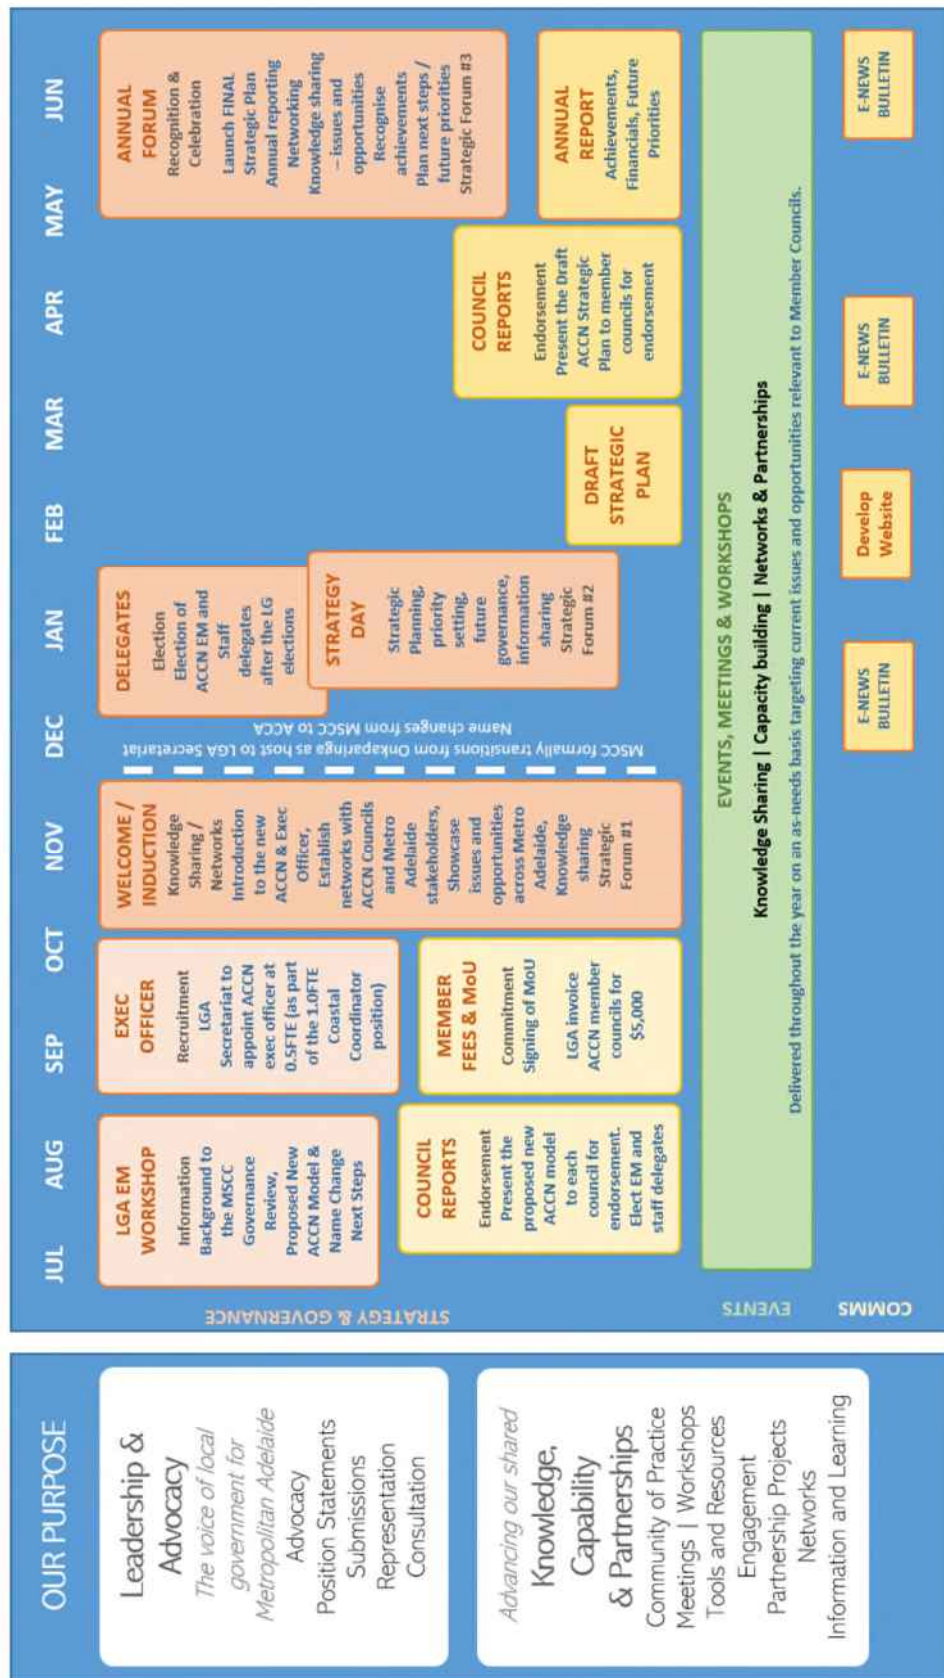 OUR PURPOSE
Leadership &
Advocacy
The voice of local
government for
Metropolitan Adelaide
Advocacy
Position Statements
Submissions
Representation
Consultation
Advancing our shared
Knowledge,
Capability
& Partnerships
Community of Practice
Meetings | Workshops
Tools and Resources
Engagement
Partnership Projects
Networks
Information and Learning
JUL AUG SEP OCT NOV DEC JAN FEB MAR APR MAY JUN
STRATEGY & GOVERNANCE
LGA EM
WORKSHOP
Information
Background to
the MSCC
Governance
Review,
Proposed New
ACCN Model &
Name Change
Next Steps
COUNCIL
REPORTS
Endorsement
Present the
proposed new
ACCN model
to each
council for
endorsement.
Elect EM and
staff delegates
EXEC
OFFICER
Recruitment
LGA
Secretariat to
appoint ACCN
exec officer at
0.5FTE (as part
of the 1.0FTE
Coastal
Coordinator
position)
MEMBER
FEES & MoU
Commitment
Signing of MoU
LGA invoice
ACCN member
councils for
$5,000
WELCOME /
INDUCTION
Knowledge
Sharing /
Networks
Introduction
to the new
ACCN & Exec
Officer,
Establish
networks with
ACCN Councils
and Metro
Adelaide
stakeholders,
Showcase
issues and
opportunities
across Metro
Adelaide,
Knowledge
sharing
Strategic
Forum #1
MSCC formally transitions from Onkaparinga as host to LGA Secretariat
Name changes from MSCC to ACCA
DELEGATES
Election
Election of
ACCN EM and
Staff
delegates
after the LG
elections
STRATEGY
DAY
Strategic
Planning,
priority
setting,
future
governance,
information
sharing
Strategic
Forum #2
DRAFT
STRATEGIC
PLAN
COUNCIL
REPORTS
Endorsement
Present the Draft
ACCN Strategic
Plan to member
councils for
endorsement
ANNUAL
FORUM
Recognition &
Celebration
Launch FINAL
Strategic Plan
Annual reporting
Networking
Knowledge sharing
– issues and
opportunities
Recognise
achievements
Plan next steps /
future priorities
Strategic Forum #3
ANNUAL
REPORT
Achievements,
Financials, Future
Priorities
EVENTS
EVENTS, MEETINGS & WORKSHOPS
Knowledge Sharing | Capacity building | Networks & Partnerships
Delivered throughout the year on an as-needs basis targeting current issues and opportunities relevant to Member Councils.
COMMS
E-NEWS
BULLETIN
Develop
Website
E-NEWS
BULLETIN
E-NEWS
BULLETIN